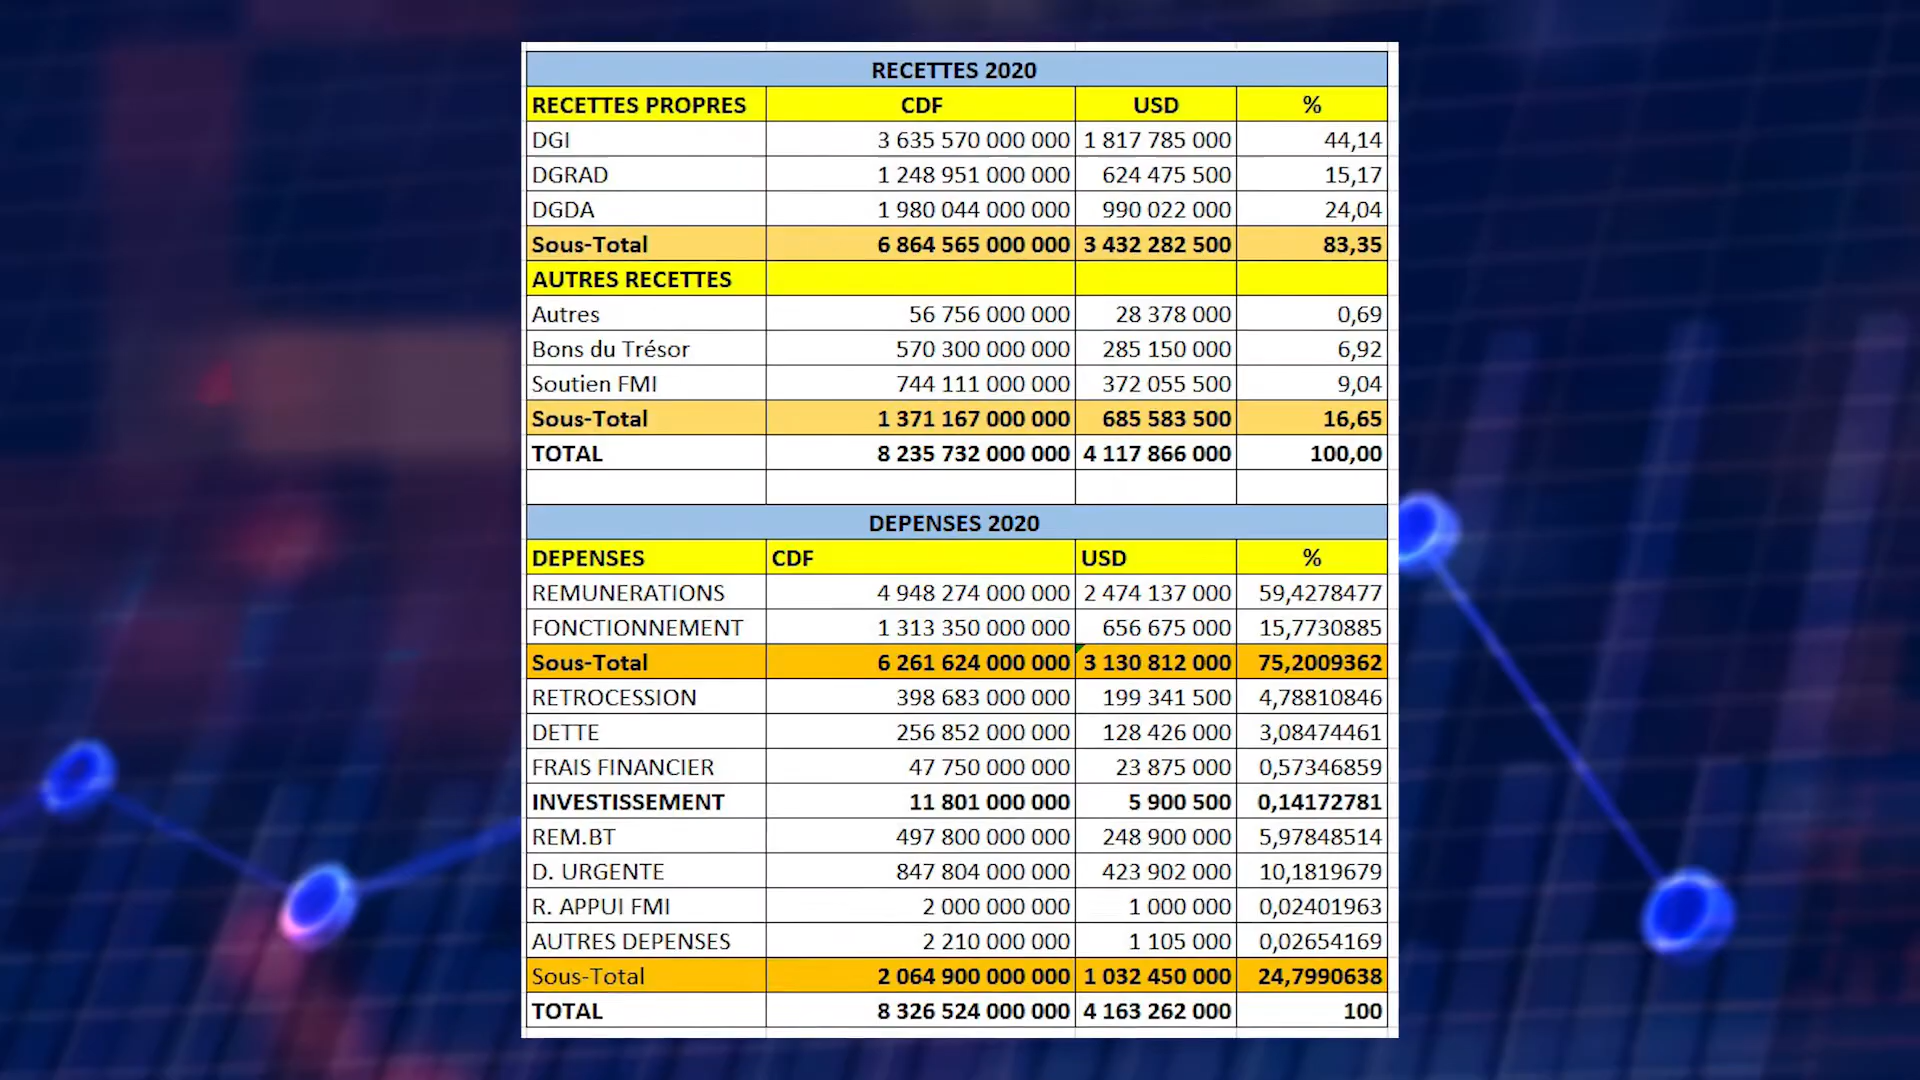 RECETTES 2020
RECETTES PROPRES CDF USD %
DGI 3 635 570 000 000 1 817 785 000 44,14
DGRAD 1 248 951 000 000 624 475 500 15,17
DGDA 1 980 044 000 000 990 022 000 24,04
Sous-Total 6 864 565 000 000 3 432 282 500 83,35
AUTRES RECETTES
Autres 56 756 000 000 28 378 000 0,69
Bons du Trésor 570 300 000 000 285 150 000 6,92
Soutien FMI 744 111 000 000 372 055 500 9,04
Sous-Total 1 371 167 000 000 685 583 500 16,65
TOTAL 8 235 732 000 000 4 117 866 000 100,00
DEPENSES 2020
DEPENSES CDF USD %
REMUNERATIONS 4 948 274 000 000 2 474 137 000 59,4278477
FONCTIONNEMENT 1 313 350 000 000 656 675 000 15,7730885
Sous-Total 6 261 624 000 000 3 130 812 000 75,2009362
RETROCESSION 398 683 000 000 199 341 500 4,78810846
DETTE 256 852 000 000 128 426 000 3,08474461
FRAIS FINANCIER 47 750 000 000 23 875 000 0,57346859
INVESTISSEMENT 11 801 000 000 5 900 500 0,14172781
REM.BT 497 800 000 000 248 900 000 5,97848514
D. URGENTE 847 804 000 000 423 902 000 10,1819679
R. APPUI FMI 2 000 000 000 1 000 000 0,02401963
AUTRES DEPENSES 2 210 000 000 1 105 000 0,02654169
Sous-Total 2 064 900 000 000 1 032 450 000 24,7990638
TOTAL 8 326 524 000 000 4 163 262 000 100